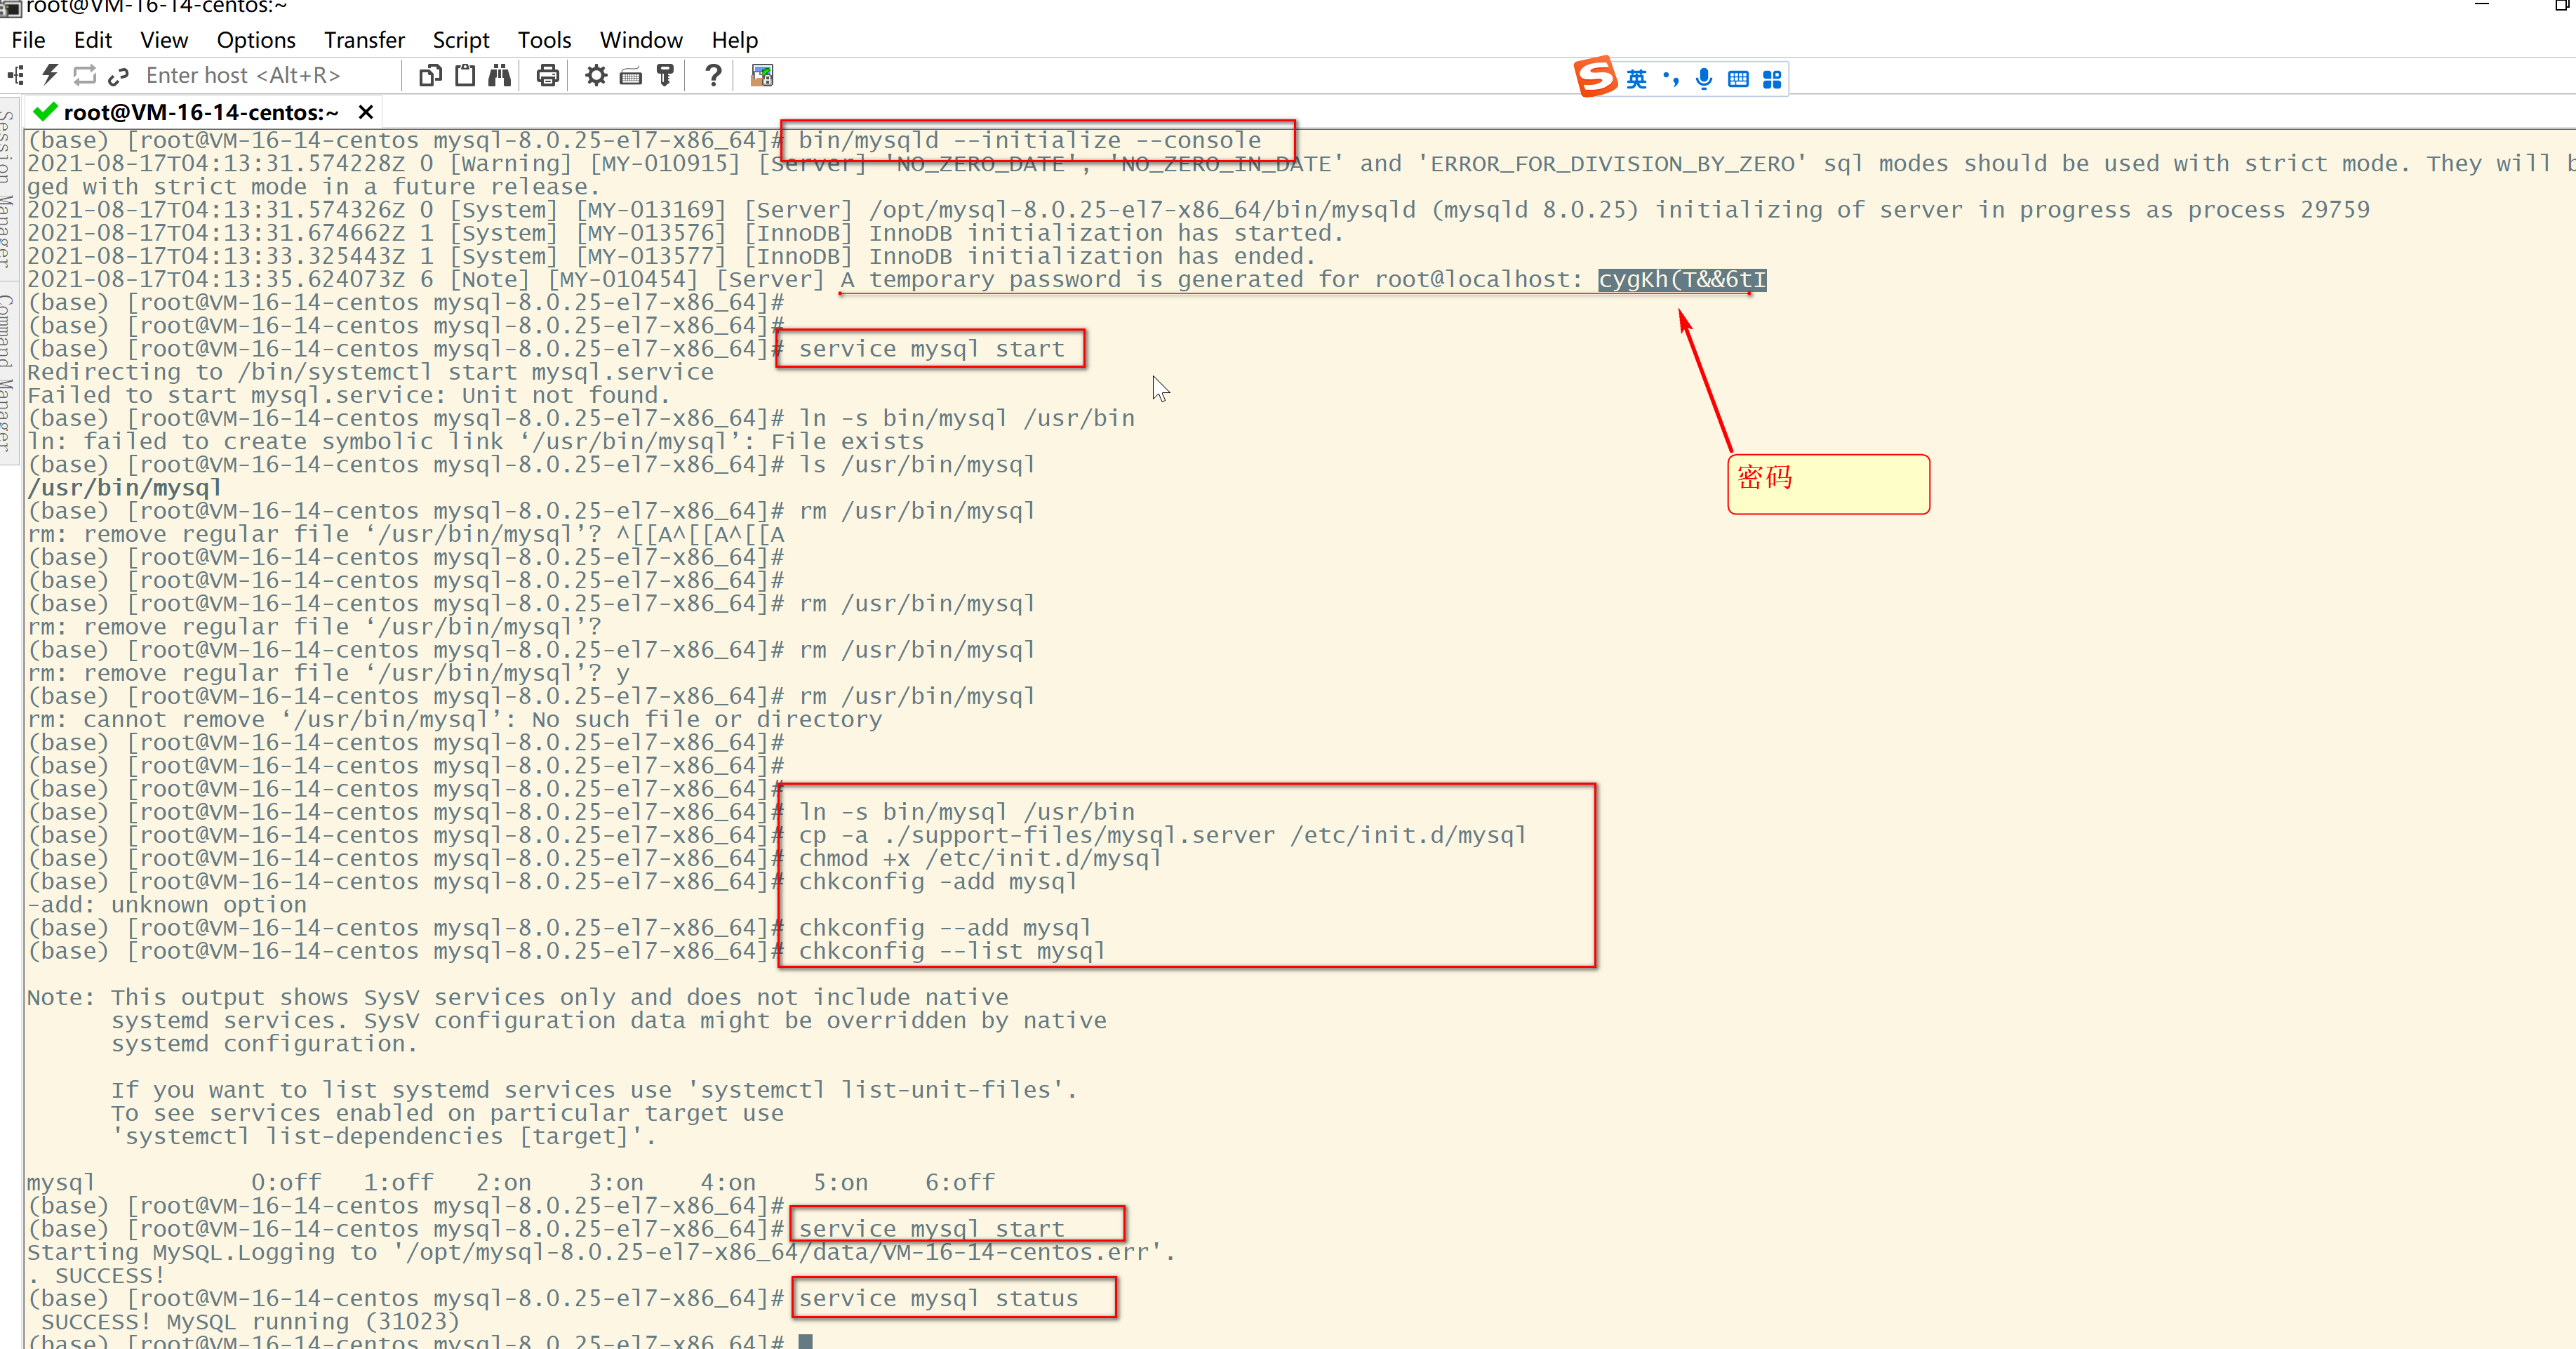 root@VM-16-14-centos:~
File Edit View Options Transfer Script Tools Window Help
Enter host <Alt+R>
英
root@VM-16-14-centos:~
Session Manager
Command Manager
(base) [root@VM-16-14-centos mysql-8.0.25-el7-x86_64]# bin/mysqld --initialize --console
2021-08-17T04:13:31.574228Z 0 [Warning] [MY-010915] [Server] 'NO_ZERO_DATE', 'NO_ZERO_IN_DATE' and 'ERROR_FOR_DIVISION_BY_ZERO' sql modes should be used with strict mode. They will b
ged with strict mode in a future release.
2021-08-17T04:13:31.574326Z 0 [System] [MY-013169] [Server] /opt/mysql-8.0.25-el7-x86_64/bin/mysqld (mysqld 8.0.25) initializing of server in progress as process 29759
2021-08-17T04:13:31.674662Z 1 [System] [MY-013576] [InnoDB] InnoDB initialization has started.
2021-08-17T04:13:33.325443Z 1 [System] [MY-013577] [InnoDB] InnoDB initialization has ended.
2021-08-17T04:13:35.624073Z 6 [Note] [MY-010454] [Server] A temporary password is generated for root@localhost: cygKh(T&&6tI
(base) [root@VM-16-14-centos mysql-8.0.25-el7-x86_64]#
(base) [root@VM-16-14-centos mysql-8.0.25-el7-x86_64]#
(base) [root@VM-16-14-centos mysql-8.0.25-el7-x86_64]# service mysql start
Redirecting to /bin/systemctl start mysql.service
Failed to start mysql.service: Unit not found.
(base) [root@VM-16-14-centos mysql-8.0.25-el7-x86_64]# ln -s bin/mysql /usr/bin
ln: failed to create symbolic link ‘/usr/bin/mysql’: File exists
(base) [root@VM-16-14-centos mysql-8.0.25-el7-x86_64]# ls /usr/bin/mysql
/usr/bin/mysql
密码
(base) [root@VM-16-14-centos mysql-8.0.25-el7-x86_64]# rm /usr/bin/mysql
rm: remove regular file ‘/usr/bin/mysql’? ^[[A^[[A^[[A
(base) [root@VM-16-14-centos mysql-8.0.25-el7-x86_64]#
(base) [root@VM-16-14-centos mysql-8.0.25-el7-x86_64]#
(base) [root@VM-16-14-centos mysql-8.0.25-el7-x86_64]# rm /usr/bin/mysql
rm: remove regular file ‘/usr/bin/mysql’?
(base) [root@VM-16-14-centos mysql-8.0.25-el7-x86_64]# rm /usr/bin/mysql
rm: remove regular file ‘/usr/bin/mysql’? y
(base) [root@VM-16-14-centos mysql-8.0.25-el7-x86_64]# rm /usr/bin/mysql
rm: cannot remove ‘/usr/bin/mysql’: No such file or directory
(base) [root@VM-16-14-centos mysql-8.0.25-el7-x86_64]#
(base) [root@VM-16-14-centos mysql-8.0.25-el7-x86_64]#
(base) [root@VM-16-14-centos mysql-8.0.25-el7-x86_64]#
(base) [root@VM-16-14-centos mysql-8.0.25-el7-x86_64]# ln -s bin/mysql /usr/bin
(base) [root@VM-16-14-centos mysql-8.0.25-el7-x86_64]# cp -a ./support-files/mysql.server /etc/init.d/mysql
(base) [root@VM-16-14-centos mysql-8.0.25-el7-x86_64]# chmod +x /etc/init.d/mysql
(base) [root@VM-16-14-centos mysql-8.0.25-el7-x86_64]# chkconfig -add mysql
-add: unknown option
(base) [root@VM-16-14-centos mysql-8.0.25-el7-x86_64]# chkconfig --add mysql
(base) [root@VM-16-14-centos mysql-8.0.25-el7-x86_64]# chkconfig --list mysql
Note: This output shows SysV services only and does not include native
systemd services. SysV configuration data might be overridden by native
systemd configuration.
If you want to list systemd services use 'systemctl list-unit-files'.
To see services enabled on particular target use
'systemctl list-dependencies [target]'.
mysql 0:off 1:off 2:on 3:on 4:on 5:on 6:off
(base) [root@VM-16-14-centos mysql-8.0.25-el7-x86_64]#
(base) [root@VM-16-14-centos mysql-8.0.25-el7-x86_64]# service mysql start
Starting MySQL.Logging to '/opt/mysql-8.0.25-el7-x86_64/data/VM-16-14-centos.err'.
. SUCCESS!
(base) [root@VM-16-14-centos mysql-8.0.25-el7-x86_64]# service mysql status
SUCCESS! MySQL running (31023)
(base) [root@VM-16-14-centos mysql-8.0.25-el7-x86_64]#